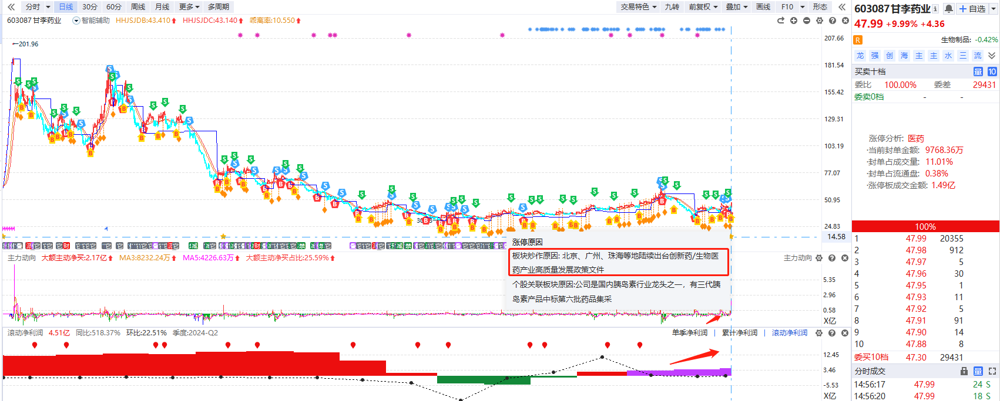 分时 日线 30分 60分 周线 月线 更多 多周期 交易特色 九转 前复权 叠加 画线 F10 形态
603087 甘李药业 智能辅助 HHJSJDB:43.410 HHJSJDC:43.140 乖离率:10.550
201.96
207.66
181.54
155.42
129.31
103.19
77.07
50.95
24.83
14.58
涨停原因
板块炒作原因: 北京、广州、珠海等地陆续出台创新药/生物医
药产业高质量发展政策文件
个股关联板块原因:公司是国内胰岛素行业龙头之一，有三代胰
岛素产品中标第六批药品集采
主力动向 大额主动净买:2.17亿 MA3:8232.24万 MA5:4226.63万 大额主动净买占比:25.59% 主力动向
5.35
2.96
0.58
X亿
滚动净利润 4.51亿 同比:518.37% 环比:22.51% 季度:2024-Q2 单季净利润 累计净利润 滚动净利润
12.45
3.46
-5.53
X亿
603087 甘李药业 自选
47.99 +9.99% +4.36
R 生物制品: -0.42%
龙 强 创 海 主 主 水 三 流
买卖十档 量 10
委比 100.00% 委差 29431
委卖0档 - -
涨停分析: 医药
·当前封单金额: 9768.36万
·封单占成交量: 11.01%
·封单占流通盘: 0.38%
·涨停板成交金额: 1.49亿
100%
1 47.99 20355
2 47.98 912
3 47.97 5
4 47.96 30
5 47.95 1
6 47.93 11
7 47.92 5
8 47.91 91
9 47.90 14
10 47.88 8
委买10档 47.30 29431
分时成交 量
14:56:17 47.99 24 S
14:56:20 47.99 18 S